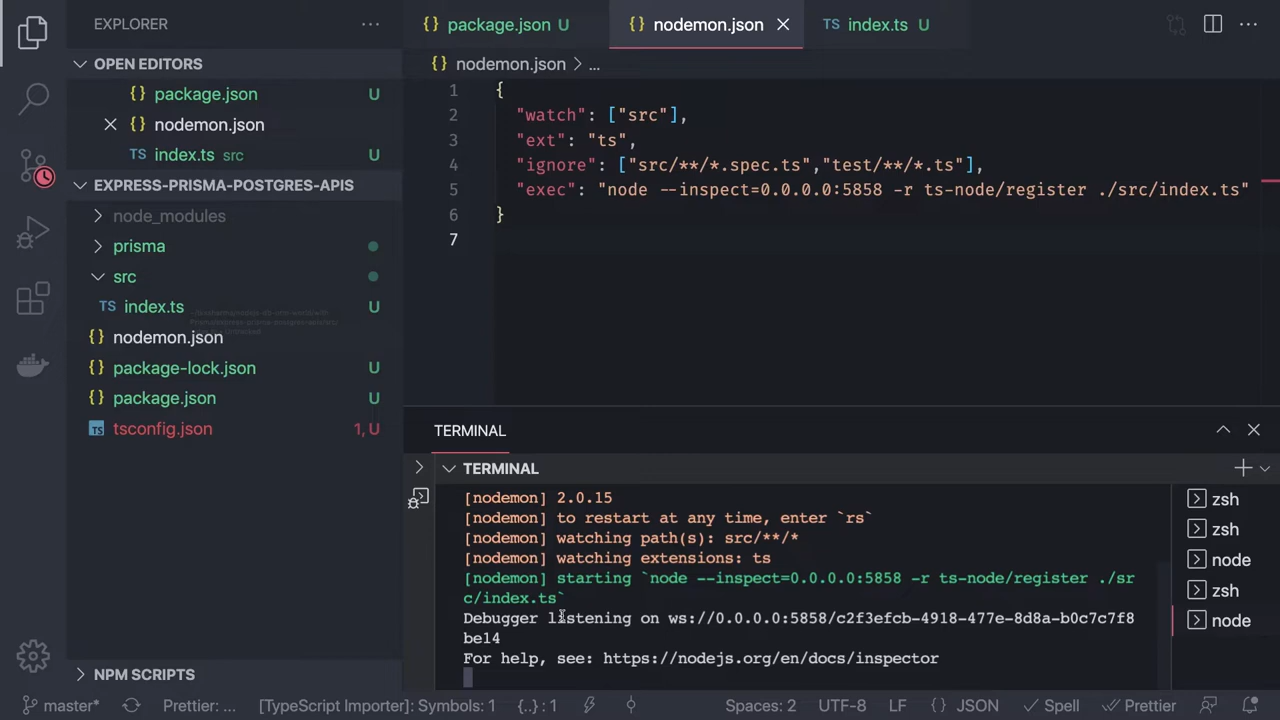 EXPLORER
OPEN EDITORS
{} package.json U
{} nodemon.json
TS index.ts src U
EXPRESS-PRISMA-POSTGRES-APIS
node_modules
prisma
src
TS index.ts U
{} nodemon.json
{} package-lock.json U
{} package.json U
TS tsconfig.json 1, U
NPM SCRIPTS
{} package.json U
{} nodemon.json
TS index.ts U
{} nodemon.json > ...
1 {
2 "watch": ["src"],
3 "ext": "ts",
4 "ignore": ["src/**/*.spec.ts","test/**/*.ts"],
5 "exec": "node --inspect=0.0.0.0:5858 -r ts-node/register ./src/index.ts"
6 }
7
TERMINAL
TERMINAL
[nodemon] 2.0.15
[nodemon] to restart at any time, enter `rs`
[nodemon] watching path(s): src/**/*
[nodemon] watching extensions: ts
[nodemon] starting `node --inspect=0.0.0.0:5858 -r ts-node/register ./sr
c/index.ts`
Debugger listening on ws://0.0.0.0:5858/c2f3efcb-4918-477e-8d8a-b0c7c7f8
be14
For help, see: https://nodejs.org/en/docs/inspector
zsh
zsh
node
zsh
node
master* Prettier: ... [TypeScript Importer]: Symbols: 1 {..} : 1 Spaces: 2 UTF-8 LF {} JSON Spell Prettier